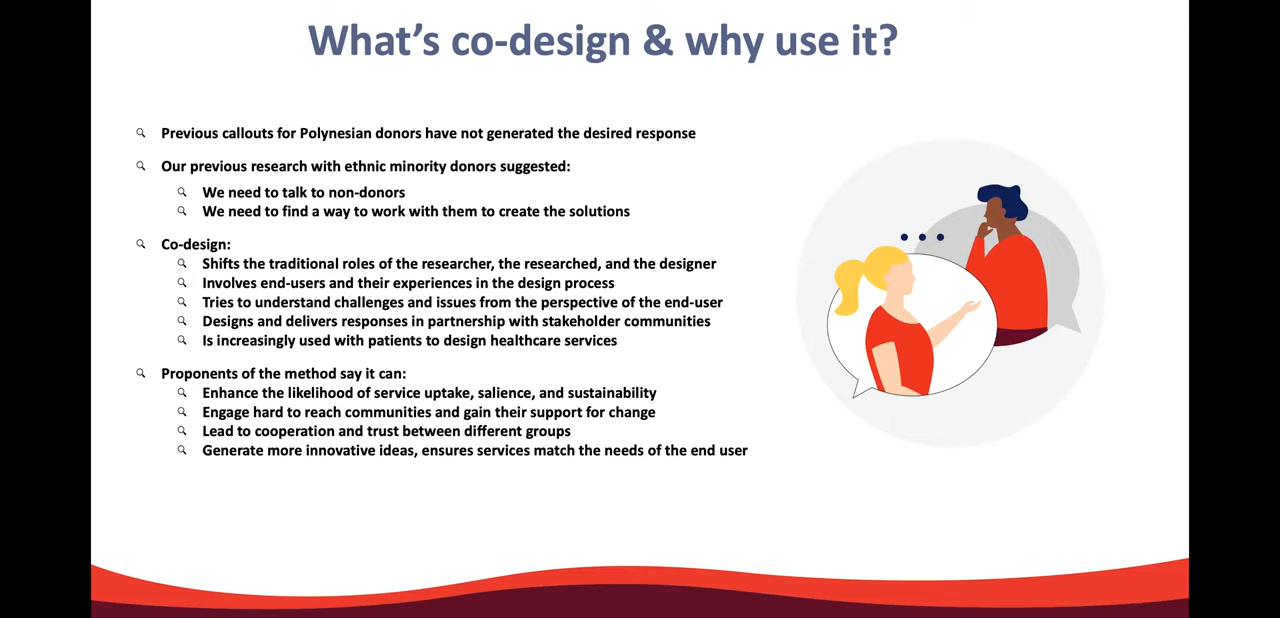 What’s co-design & why use it?
Previous callouts for Polynesian donors have not generated the desired response
Our previous research with ethnic minority donors suggested:
We need to talk to non-donors
We need to find a way to work with them to create the solutions
Co-design:
Shifts the traditional roles of the researcher, the researched, and the designer
Involves end-users and their experiences in the design process
Tries to understand challenges and issues from the perspective of the end-user
Designs and delivers responses in partnership with stakeholder communities
Is increasingly used with patients to design healthcare services
Proponents of the method say it can:
Enhance the likelihood of service uptake, salience, and sustainability
Engage hard to reach communities and gain their support for change
Lead to cooperation and trust between different groups
Generate more innovative ideas, ensures services match the needs of the end user